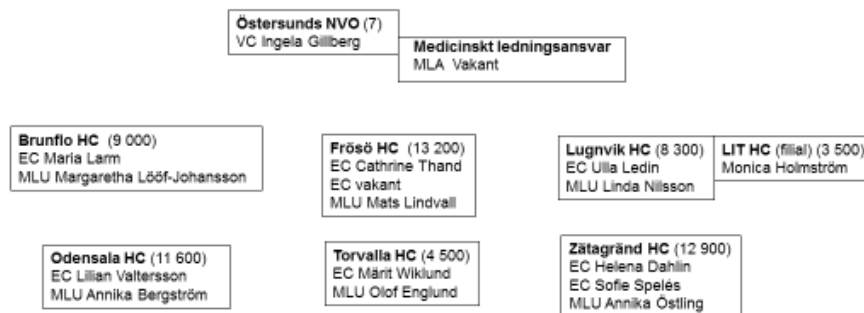 Östersunds NVO (7)
VC Ingela Gillberg
Medicinskt ledningsansvar
MLA Vakant
Brunflo HC (9 000)
EC Maria Larm
MLU Margaretha Lööf-Johansson
Frösö HC (13 200)
EC Cathrine Thand
EC vakant
MLU Mats Lindvall
Lugnvik HC (8 300)
EC Ulla Ledin
MLU Linda Nilsson
LIT HC (filial) (3 500)
Monica Holmström
Odensala HC (11 600)
EC Lilian Valtersson
MLU Annika Bergström
Torvalla HC (4 500)
EC Märit Wiklund
MLU Olof Englund
Zätagränd HC (12 900)
EC Helena Dahlin
EC Sofie Spelés
MLU Annika Östling